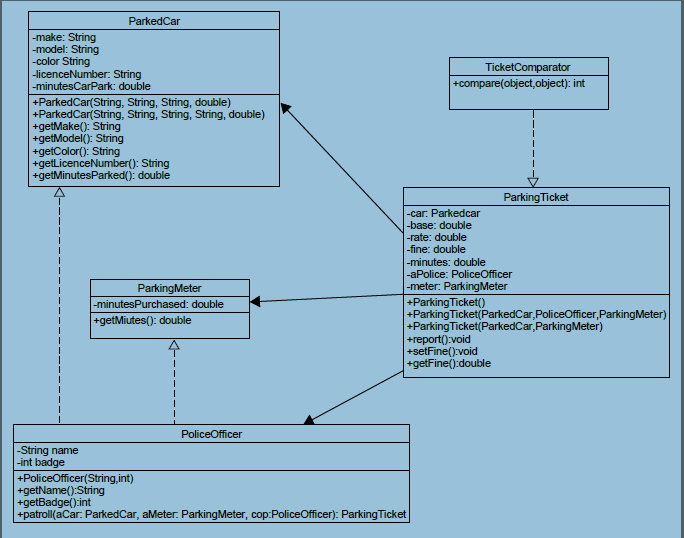 ParkedCar
-make: String
-model: String
-color String
-licenceNumber: String
-minutesCarPark: double
+ParkedCar(String, String, String, double)
+ParkedCar(String, String, String, String, double)
+getMake(): String
+getModel(): String
+getColor(): String
+getLicenceNumber(): String
+getMinutesParked(): double
TicketComparator
+compare(object,object): int
ParkingTicket
-car: Parkedcar
-base: double
-rate: double
-fine: double
-minutes: double
-aPolice: PoliceOfficer
-meter: ParkingMeter
+ParkingTicket()
+ParkingTicket(ParkedCar,PoliceOfficer,ParkingMeter)
+ParkingTicket(ParkedCar,ParkingMeter)
+report():void
+setFine():void
+getFine():double
ParkingMeter
-minutesPurchased: double
+getMiutes(): double
PoliceOfficer
-String name
-int badge
+PoliceOfficer(String,int)
+getName():String
+getBadge():int
+patroll(aCar: ParkedCar, aMeter: ParkingMeter, cop:PoliceOfficer): ParkingTicket